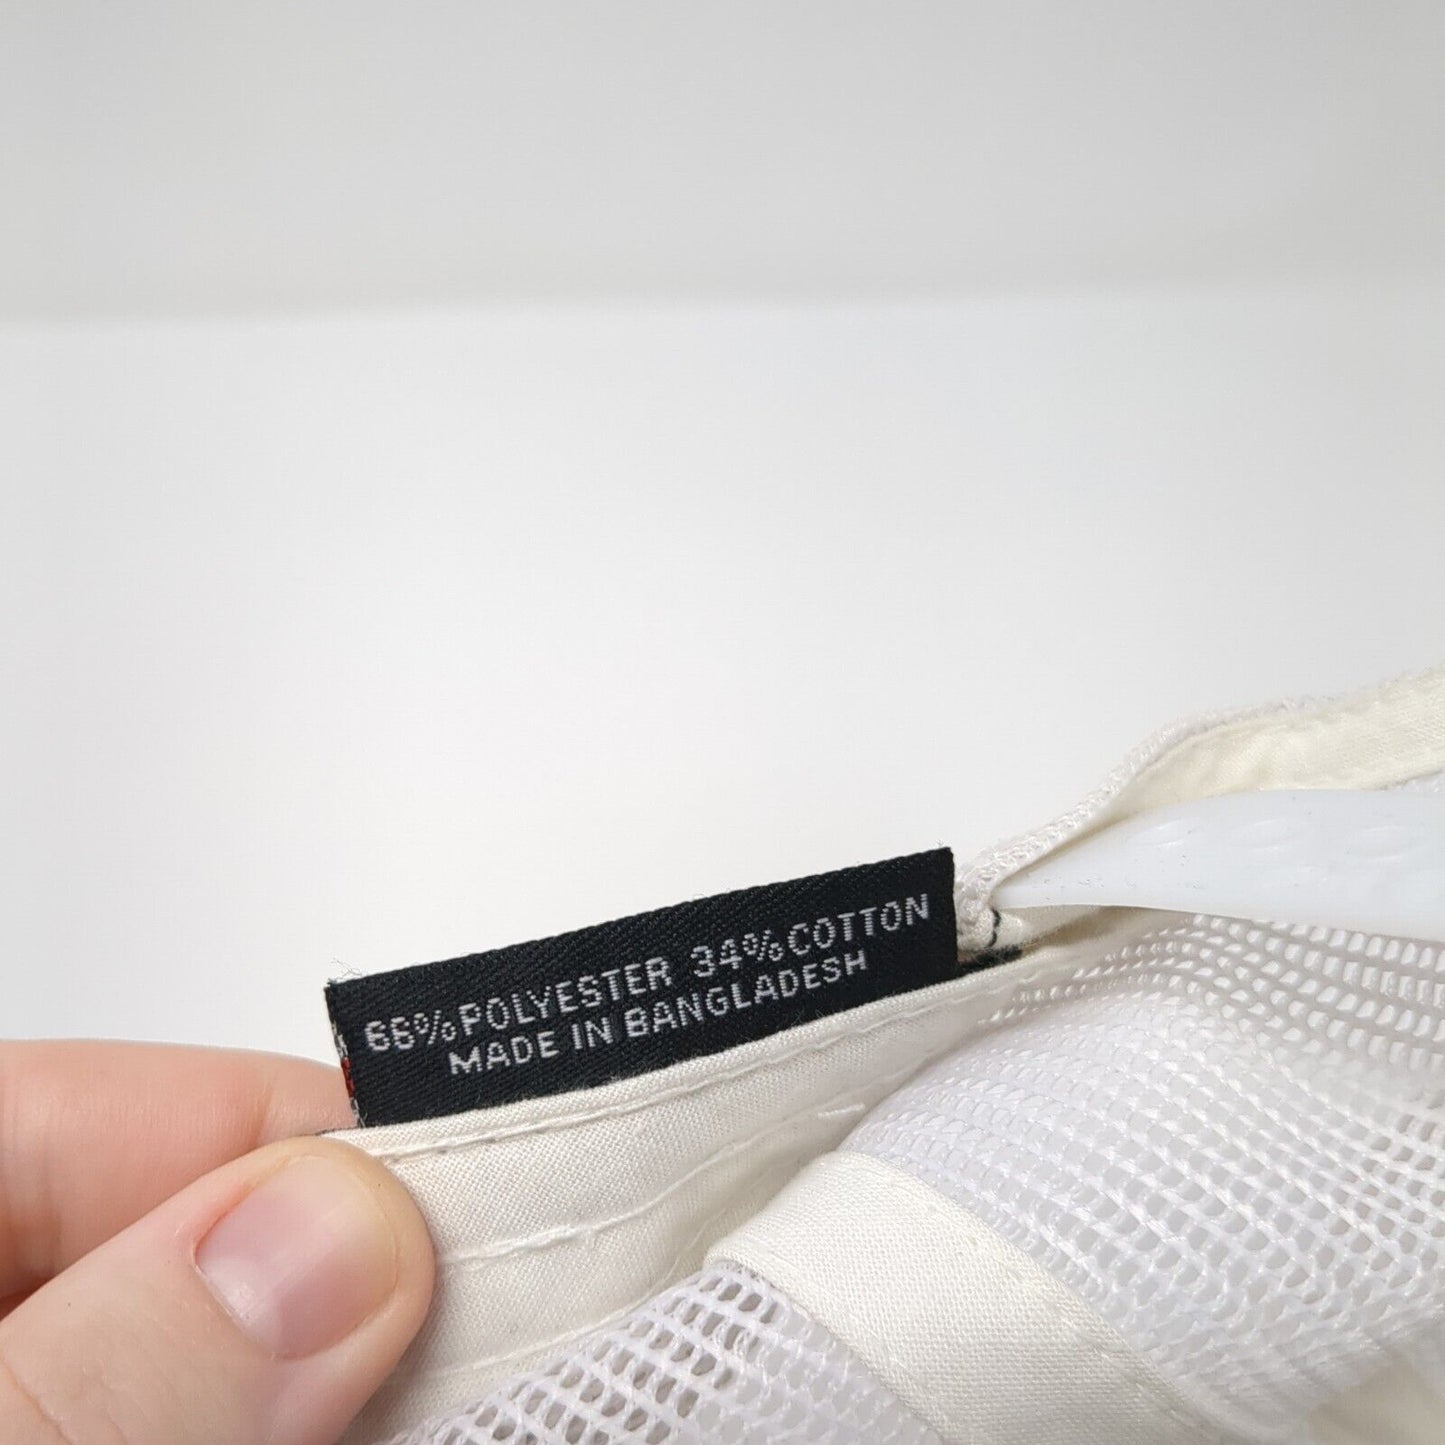 66% POLYESTER 34% COTTON
MADE IN BANGLADESH